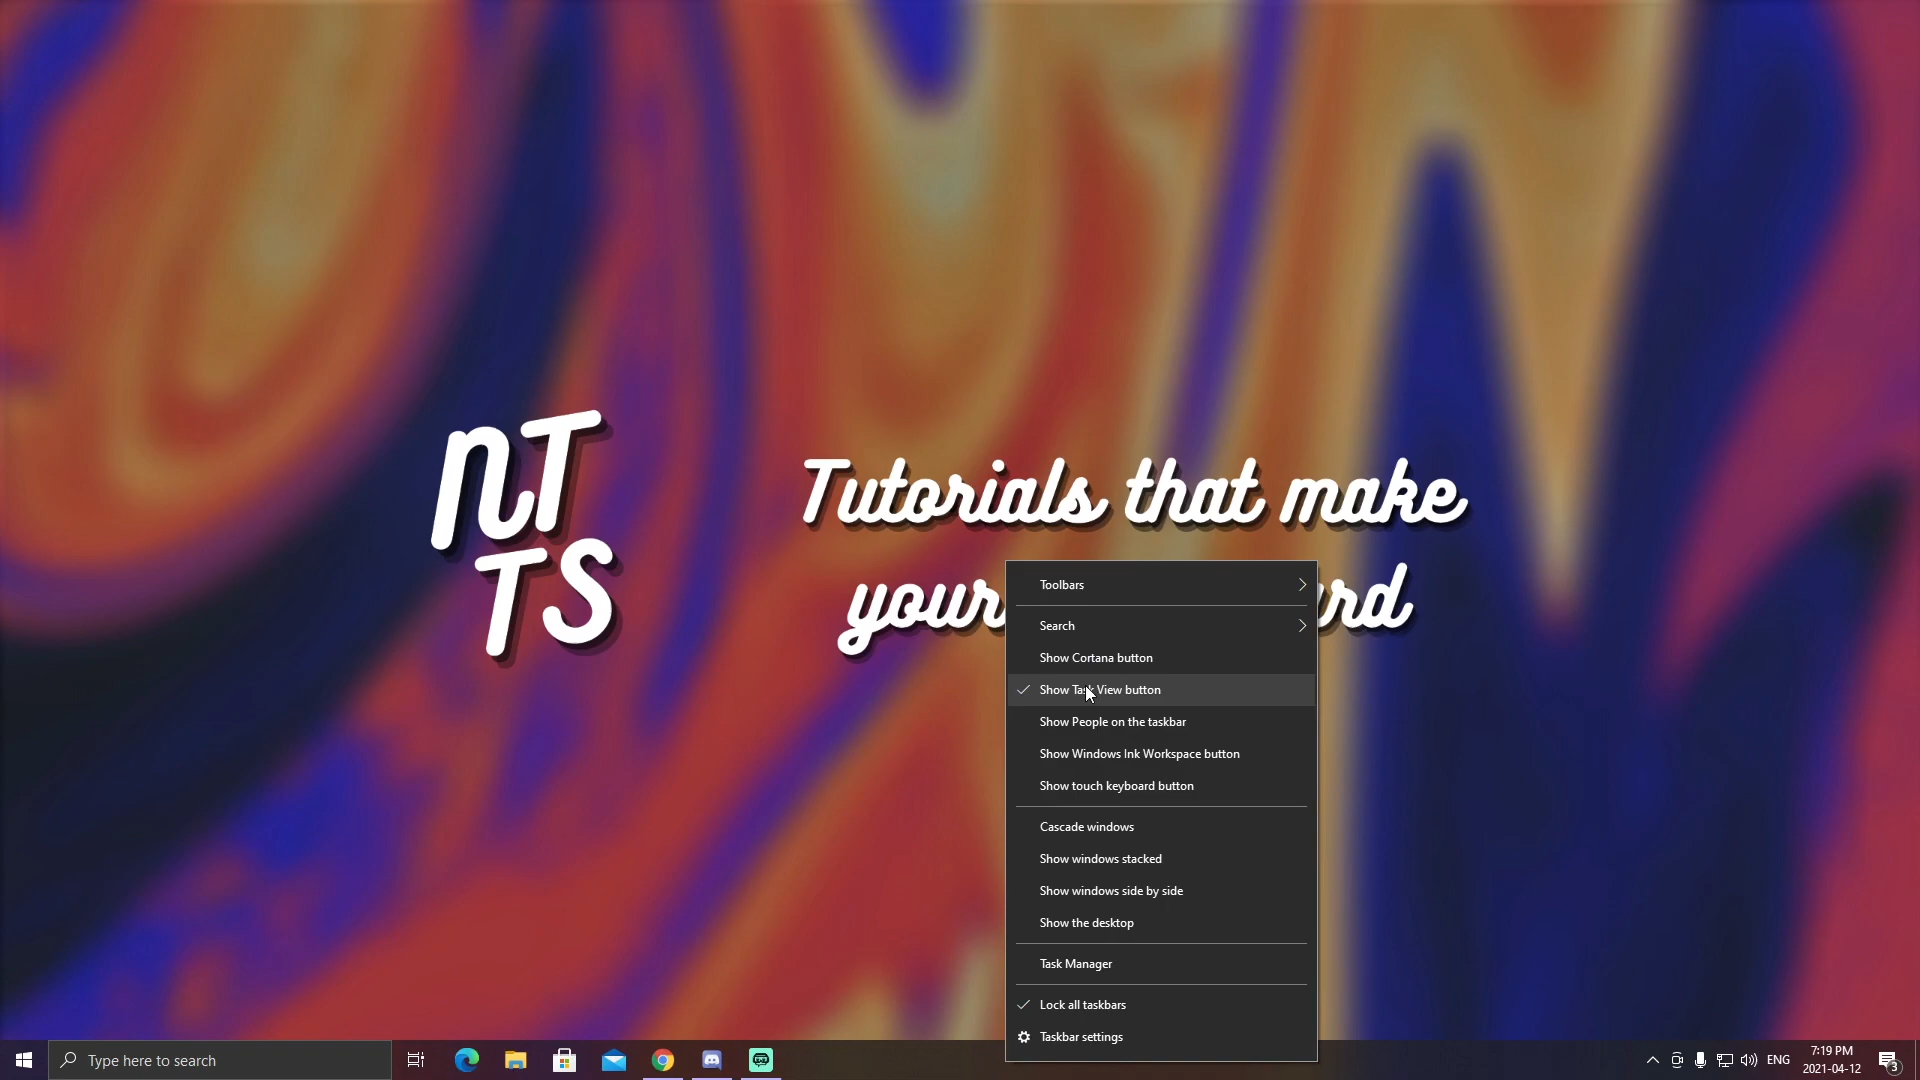 NT
TS
Tutorials that make
your
rd
Toolbars
Search
Show Cortana button
Show Task View button
Show People on the taskbar
Show Windows Ink Workspace button
Show touch keyboard button
Cascade windows
Show windows stacked
Show windows side by side
Show the desktop
Task Manager
Lock all taskbars
Taskbar settings
Type here to search
ENG
7:19 PM
2021-04-12
3